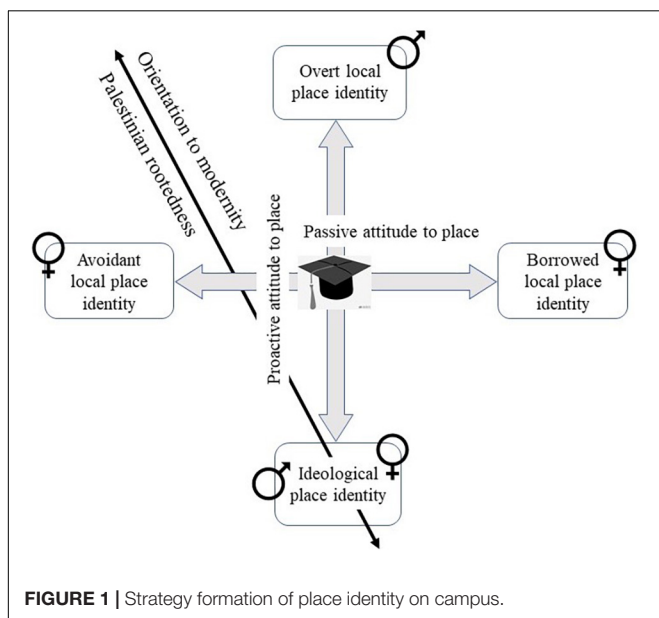 Overt local
place identity
Orientation to modernity
Palestinian rootedness
Passive attitude to place
Proactive attitude to place
Avoidant
local place
identity
Borrowed
local place
identity
Ideological
place identity
FIGURE 1 | Strategy formation of place identity on campus.